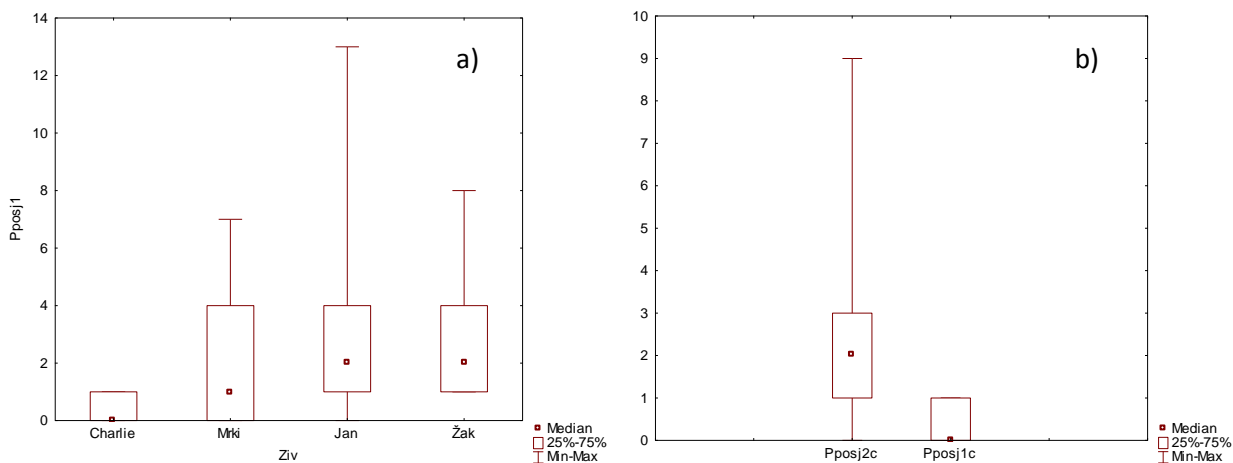 a)
14
12
10
8
6
4
2
0
Pposj1
Charlie Mrki Jan Žak
Ziv
Median
25%-75%
Min-Max
b)
10
9
8
7
6
5
4
3
2
1
0
Pposj2c Pposj1c
Median
25%-75%
Min-Max